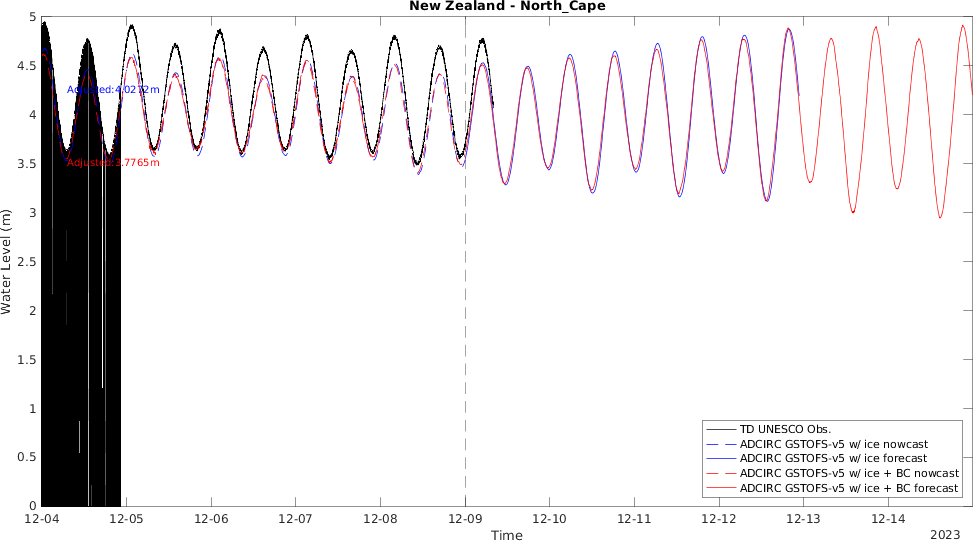 New Zealand - North_Cape
5
4.5
4
3.5
3
2.5
2
1.5
1
0.5
0
Water Level (m)
Adjusted:4.0272m
Adjusted:3.7765m
TD UNESCO Obs.
ADCIRC GSTOFS-v5 w/ ice nowcast
ADCIRC GSTOFS-v5 w/ ice forecast
ADCIRC GSTOFS-v5 w/ ice + BC nowcast
ADCIRC GSTOFS-v5 w/ ice + BC forecast
12-04 12-05 12-06 12-07 12-08 12-09 12-10 12-11 12-12 12-13 12-14
Time
2023